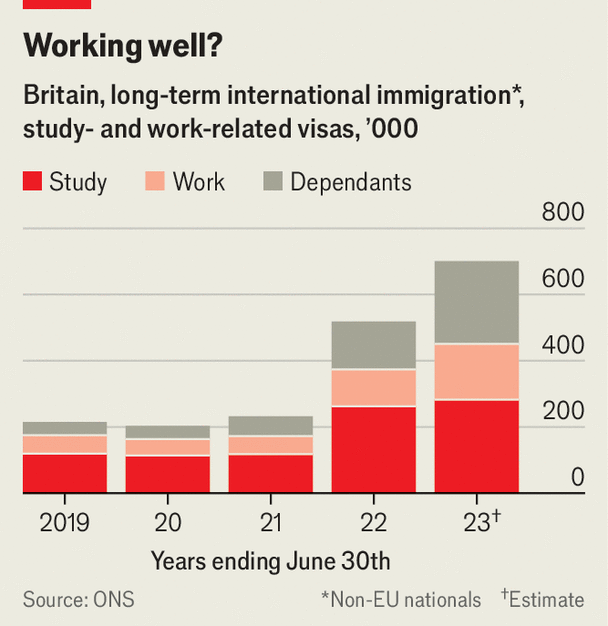 Working well?
Britain, long-term international immigration*,
study- and work-related visas, ’000
Study Work Dependants
800
600
400
200
0
2019 20 21 22 23†
Years ending June 30th
Source: ONS *Non-EU nationals †Estimate